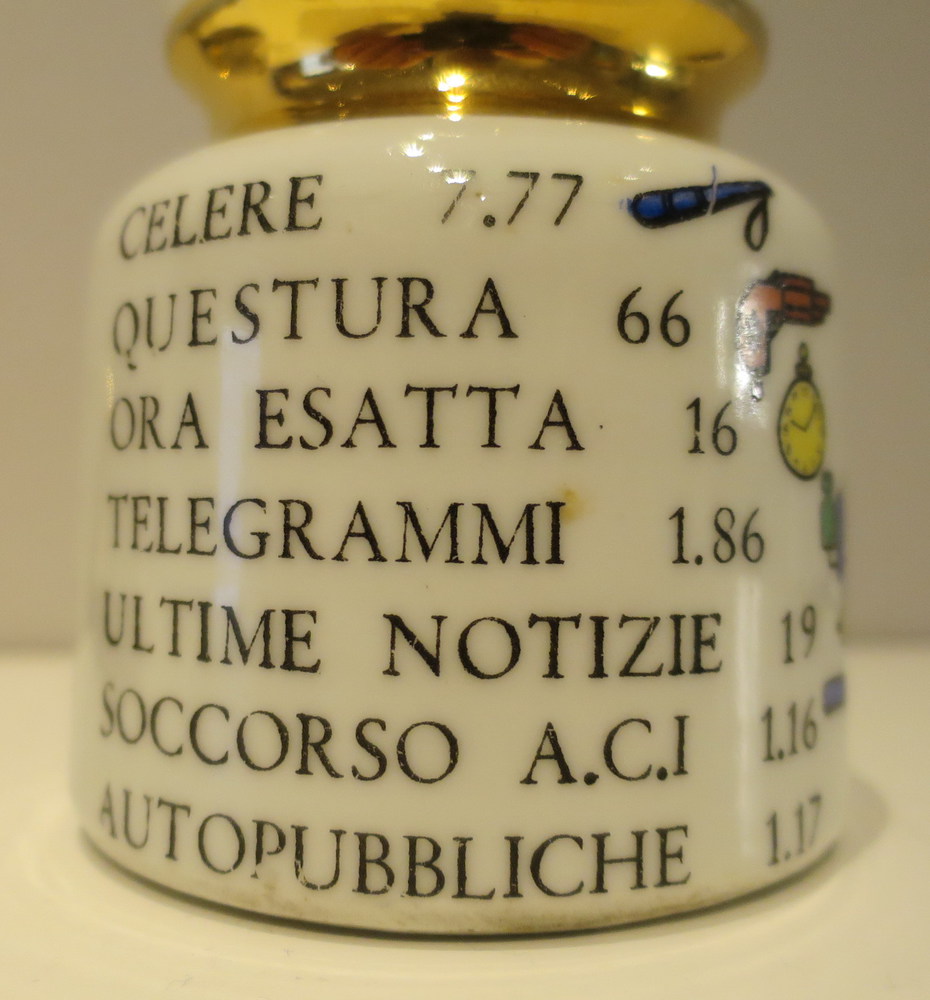 CELERE 7.77
QUESTURA 66
ORA ESATTA 16
TELEGRAMMI 1.86
ULTIME NOTIZIE 19
SOCCORSO A.C.I 1.16
AUTOPUBBLICHE 1.17